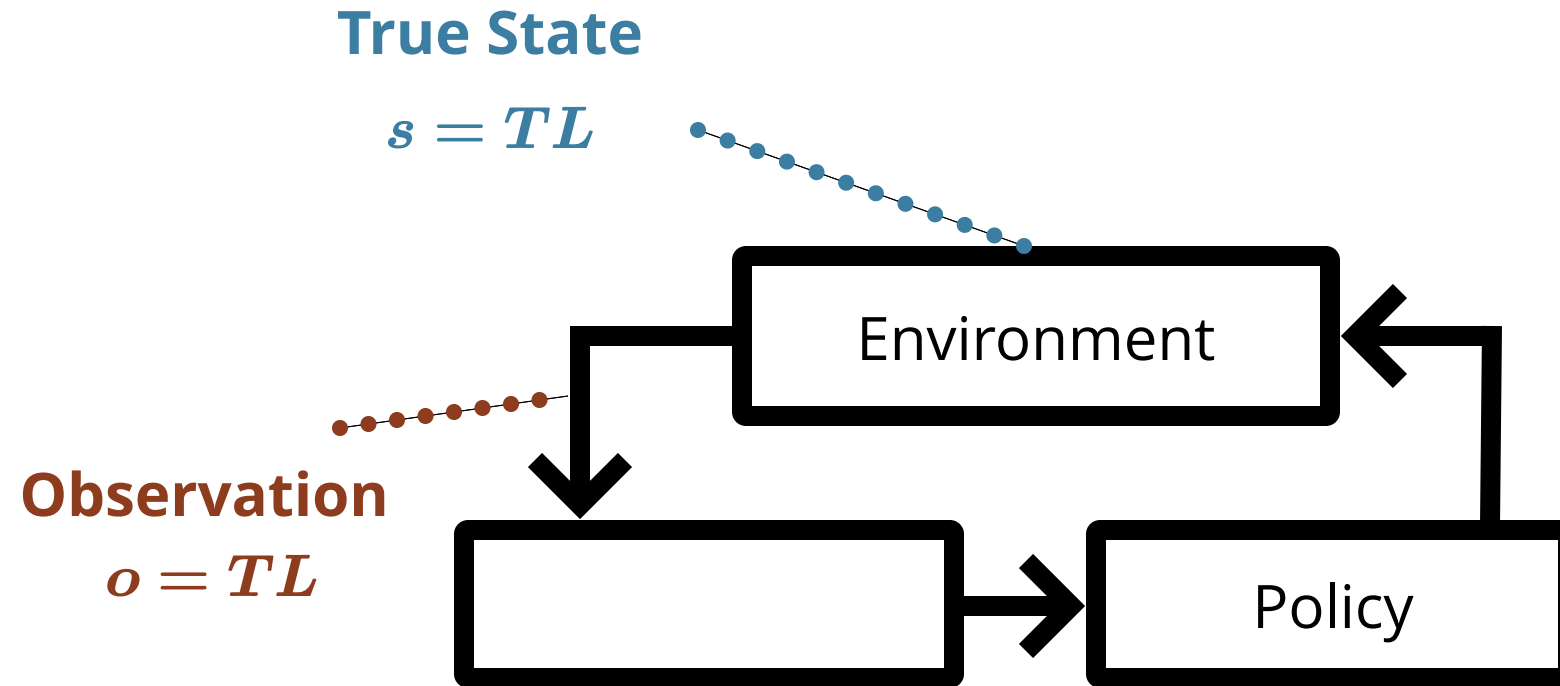 True State
s = TL
Environment
Observation
o = TL
Policy